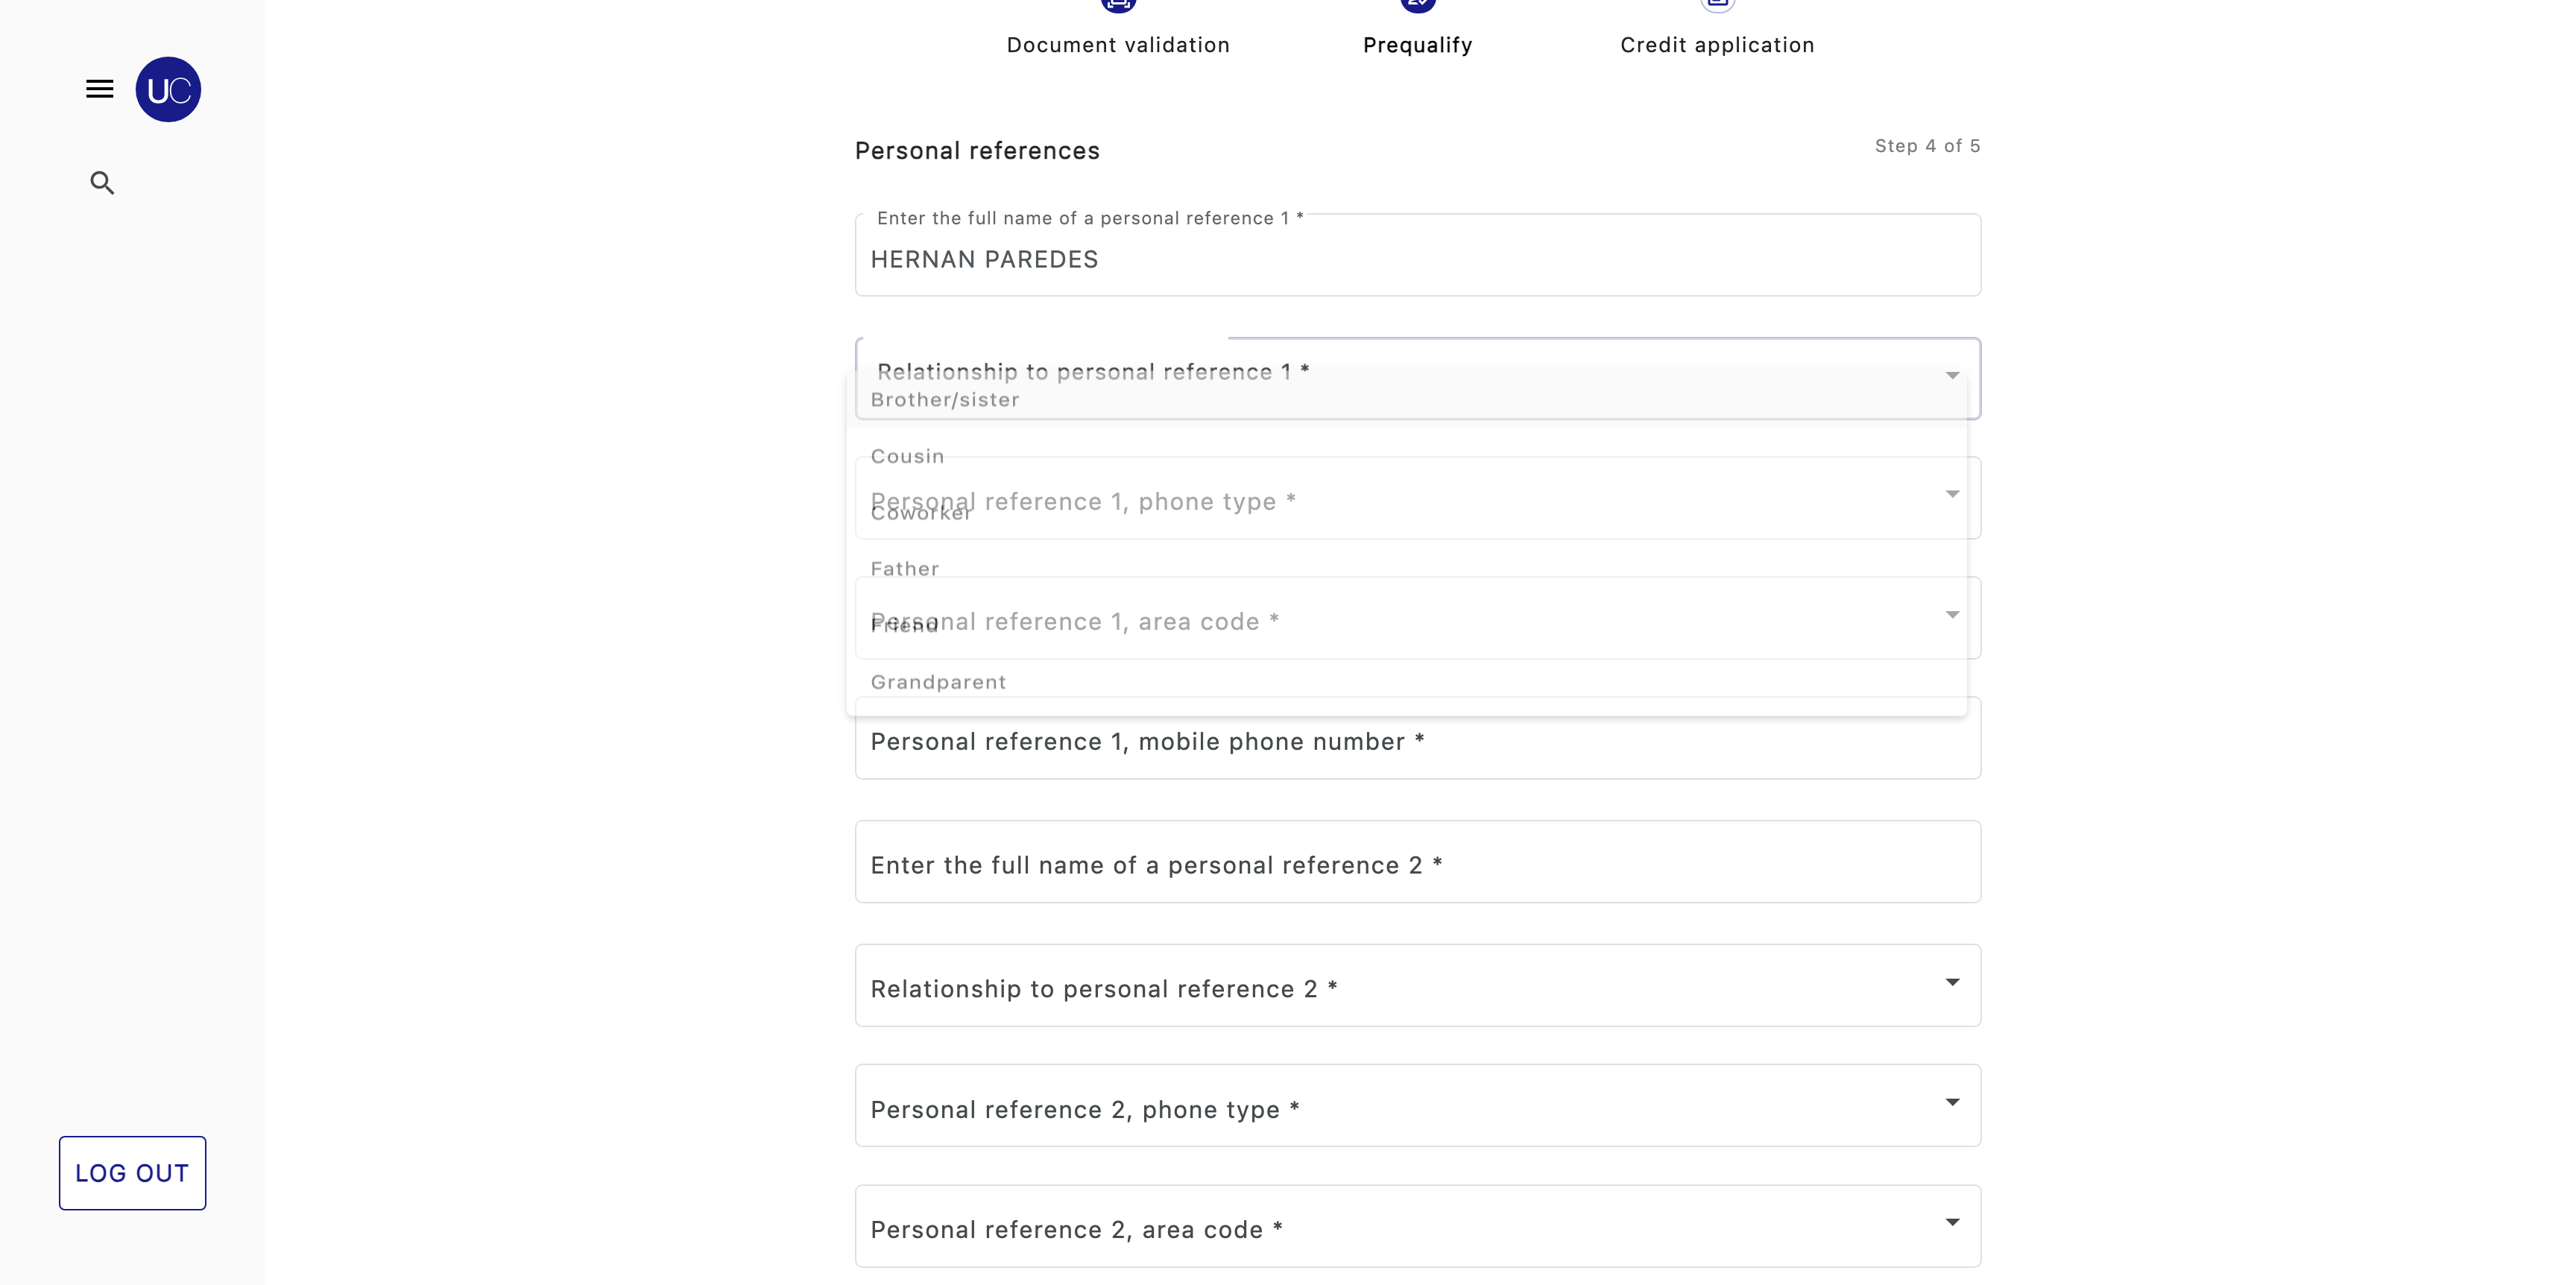 Document validation
Prequalify
Credit application
UC
Personal references
Step 4 of 5
Enter the full name of a personal reference 1 *
HERNAN PAREDES
Relationship to personal reference 1 *
Brother/sister
Cousin
Personal reference 1, phone type *
Coworker
Father
Personal reference 1, area code *
Friend
Grandparent
Personal reference 1, mobile phone number *
Enter the full name of a personal reference 2 *
Relationship to personal reference 2 *
Personal reference 2, phone type *
LOG OUT
Personal reference 2, area code *